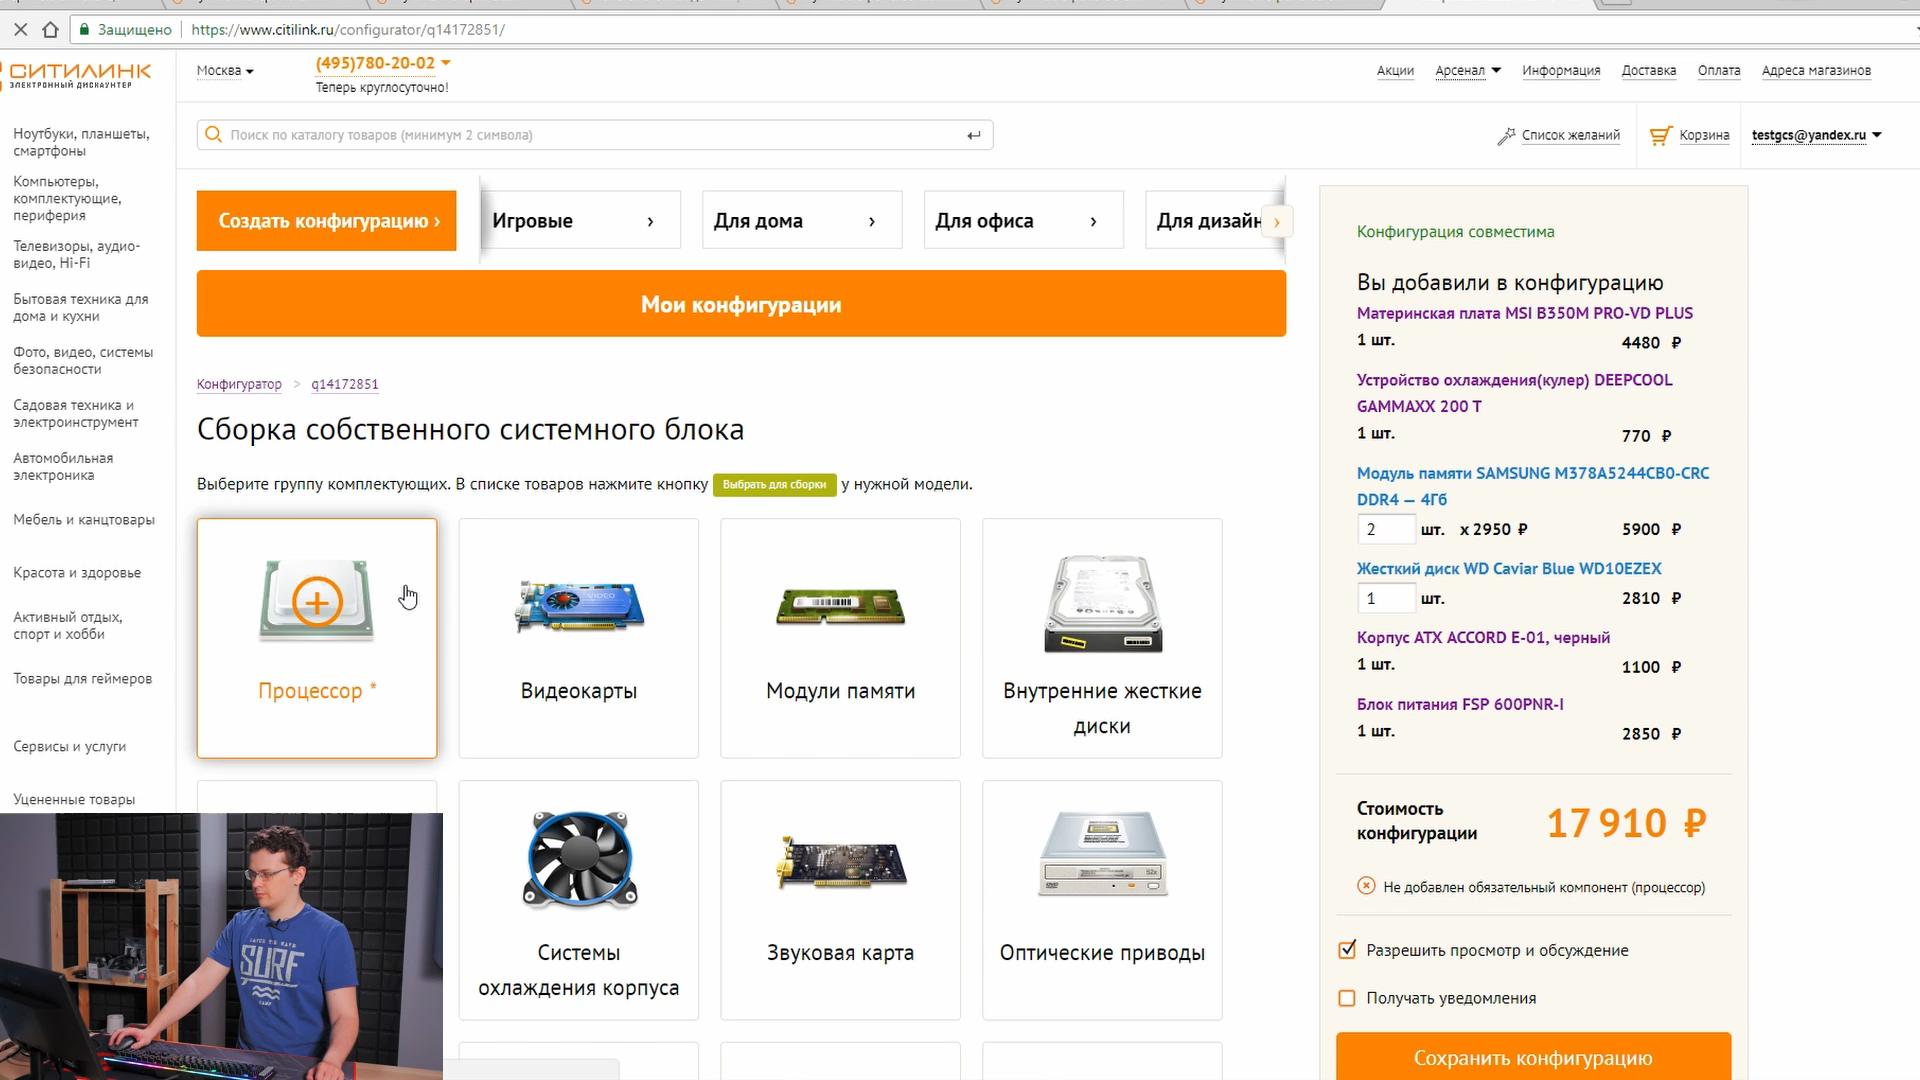 Защищено
https://www.citilink.ru/configurator/q14172851/
СИТИЛИНК
ЭЛЕКТРОННЫЙ ДИСКАУНТЕР
Москва
(495)780-20-02
Теперь круглосуточно!
Акции
Арсенал
Информация
Доставка
Оплата
Адреса магазинов
Поиск по каталогу товаров (минимум 2 символа)
Список желаний
Корзина
testgcs@yandex.ru
Ноутбуки, планшеты,
смартфоны
Компьютеры,
комплектующие,
периферия
Телевизоры, аудио-
видео, Hi-Fi
Бытовая техника для
дома и кухни
Фото, видео, системы
безопасности
Садовая техника и
электроинструмент
Автомобильная
электроника
Мебель и канцтовары
Красота и здоровье
Активный отдых,
спорт и хобби
Товары для геймеров
Сервисы и услуги
Уцененные товары
Создать конфигурацию ›
Игровые ›
Для дома ›
Для офиса ›
Для дизайн
Мои конфигурации
Конфигуратор > q14172851
Сборка собственного системного блока
Выберите группу комплектующих. В списке товаров нажмите кнопку Выбрать для сборки у нужной модели.
Процессор *
Видеокарты
VIDEO
Модули памяти
Внутренние жесткие
диски
Системы
охлаждения корпуса
Звуковая карта
Оптические приводы
52x
Конфигурация совместима
Вы добавили в конфигурацию
Материнская плата MSI B350M PRO-VD PLUS
1 шт. 4480 ₽
Устройство охлаждения(кулер) DEEPCOOL
GAMMAXX 200 T
1 шт. 770 ₽
Модуль памяти SAMSUNG M378A5244CB0-CRC
DDR4 — 4Гб
2 шт. x 2950 ₽ 5900 ₽
Жесткий диск WD Caviar Blue WD10EZEX
1 шт. 2810 ₽
Корпус ATX ACCORD E-01, черный
1 шт. 1100 ₽
Блок питания FSP 600PNR-I
1 шт. 2850 ₽
Стоимость
конфигурации
17 910 ₽
Не добавлен обязательный компонент (процессор)
Разрешить просмотр и обсуждение
Получать уведомления
Сохранить конфигурацию
SURF